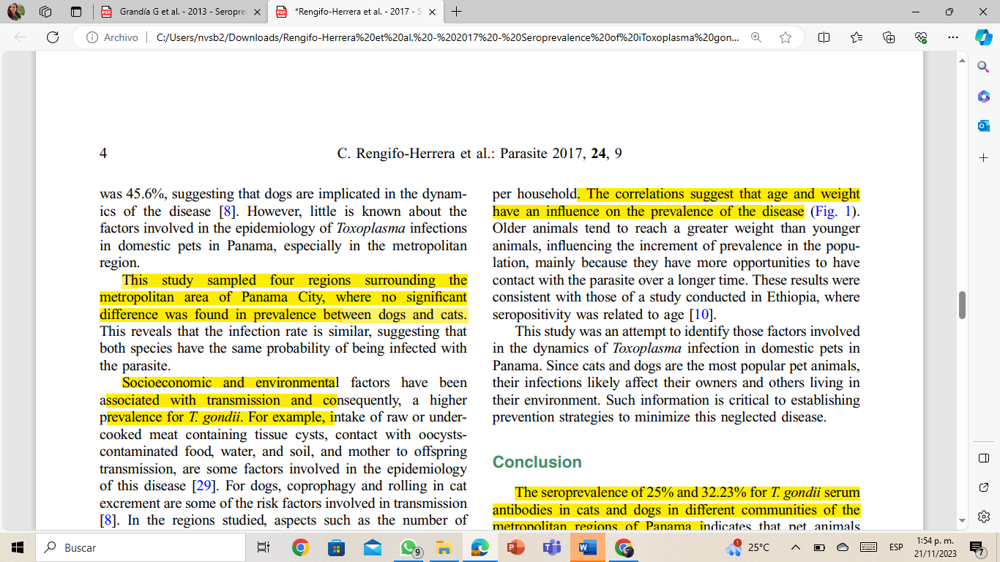 Grandía G et al. - 2013 - Seropre
*Rengifo-Herrera et al. - 2017 - S
Archivo
C:/Users/nvsb2/Downloads/Rengifo-Herrera%20et%20al.%20-%202017%20-%20Seroprevalence%20of%20iToxoplasma%20gon...
4
C. Rengifo-Herrera et al.: Parasite 2017, 24, 9
was 45.6%, suggesting that dogs are implicated in the dynam-
ics of the disease [8]. However, little is known about the
factors involved in the epidemiology of Toxoplasma infections
in domestic pets in Panama, especially in the metropolitan
region.
This study sampled four regions surrounding the
metropolitan area of Panama City, where no significant
difference was found in prevalence between dogs and cats.
This reveals that the infection rate is similar, suggesting that
both species have the same probability of being infected with
the parasite.
Socioeconomic and environmental factors have been
associated with transmission and consequently, a higher
prevalence for T. gondii. For example, intake of raw or under-
cooked meat containing tissue cysts, contact with oocysts-
contaminated food, water, and soil, and mother to offspring
transmission, are some factors involved in the epidemiology
of this disease [29]. For dogs, coprophagy and rolling in cat
excrement are some of the risk factors involved in transmission
[8]. In the regions studied, aspects such as the number of
per household. The correlations suggest that age and weight
have an influence on the prevalence of the disease (Fig. 1).
Older animals tend to reach a greater weight than younger
animals, influencing the increment of prevalence in the popu-
lation, mainly because they have more opportunities to have
contact with the parasite over a longer time. These results were
consistent with those of a study conducted in Ethiopia, where
seropositivity was related to age [10].
This study was an attempt to identify those factors involved
in the dynamics of Toxoplasma infection in domestic pets in
Panama. Since cats and dogs are the most popular pet animals,
their infections likely affect their owners and others living in
their environment. Such information is critical to establishing
prevention strategies to minimize this neglected disease.
Conclusion
The seroprevalence of 25% and 32.23% for T. gondii serum
antibodies in cats and dogs in different communities of the
metropolitan regions of Panama indicates that pet animals
Buscar
9
1
25°C
ESP
1:54 p. m.
21/11/2023
7